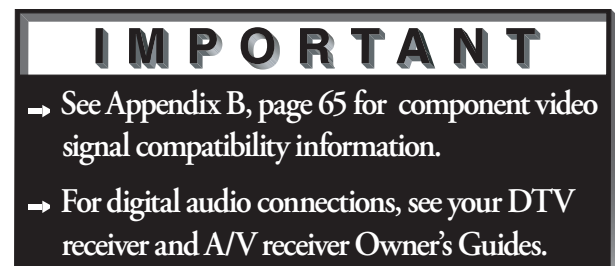 IMPORTANT
See Appendix B, page 65 for component video
signal compatibility information.
For digital audio connections, see your DTV
receiver and A/V receiver Owner's Guides.